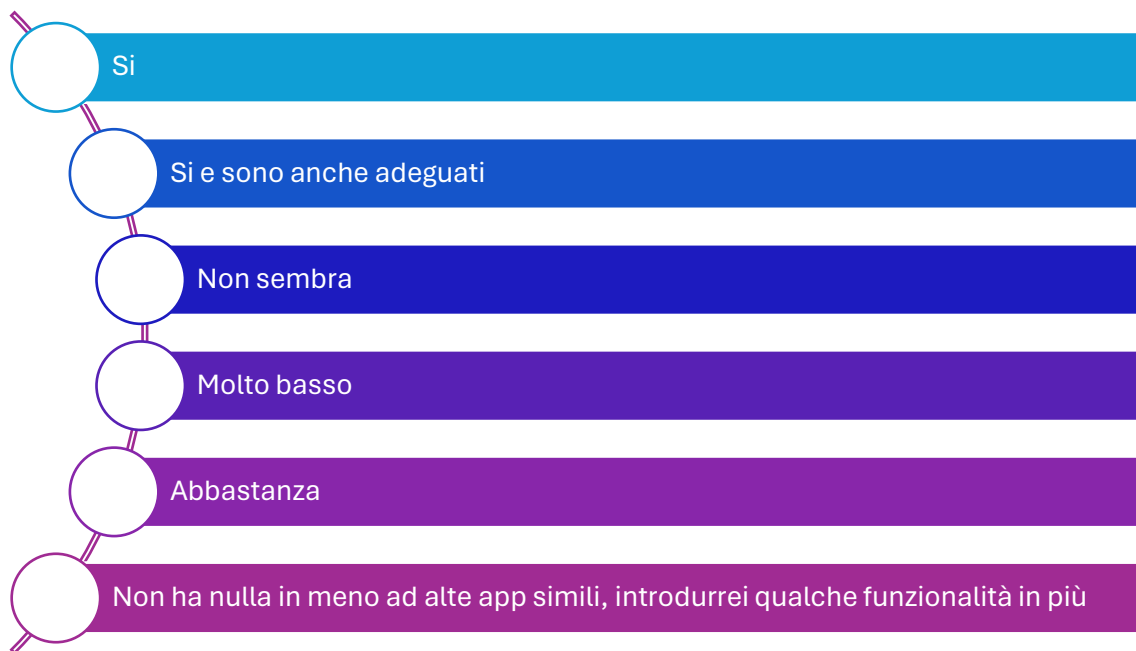 Si
Si e sono anche adeguati
Non sembra
Molto basso
Abbastanza
Non ha nulla in meno ad alte app simili, introdurrei qualche funzionalità in più